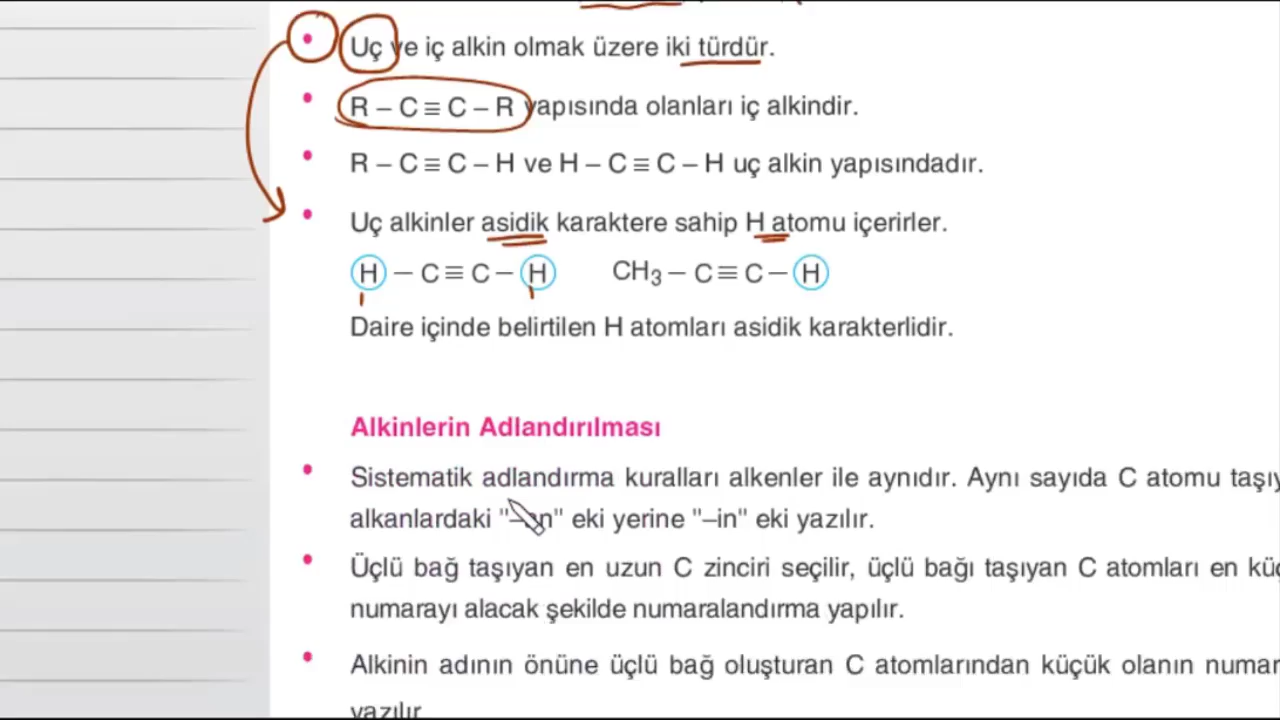 • Uç ve iç alkin olmak üzere iki türdür.
• R – C ≡ C – R yapısında olanları iç alkindir.
• R – C ≡ C – H ve H – C ≡ C – H uç alkin yapısındadır.
• Uç alkinler asidik karaktere sahip H atomu içerirler.
H – C ≡ C – H CH₃ – C ≡ C – H
Daire içinde belirtilen H atomları asidik karakterlidir.
Alkinlerin Adlandırılması
• Sistematik adlandırma kuralları alkenler ile aynıdır. Aynı sayıda C atomu
alkanlardaki "–an" eki yerine "–in" eki yazılır.
• Üçlü bağ taşıyan en uzun C zinciri seçilir, üçlü bağı taşıyan C atomları en
numarayı alacak şekilde numaralandırma yapılır.
• Alkinin adının önüne üçlü bağ oluşturan C atomlarından küçük olanın
yazılır